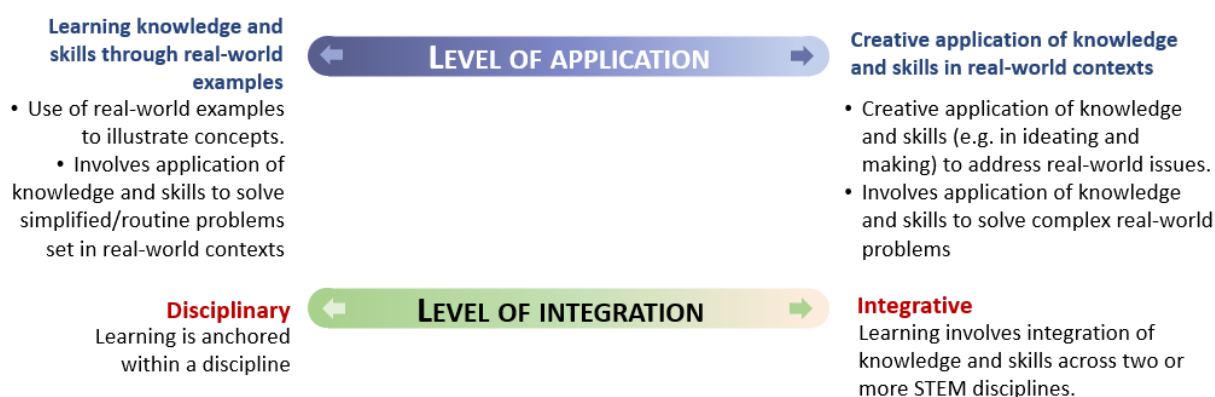 Learning knowledge and
skills through real-world
examples
• Use of real-world examples
to illustrate concepts.
• Involves application of
knowledge and skills to solve
simplified/routine problems
set in real-world contexts
LEVEL OF APPLICATION
Creative application of knowledge
and skills in real-world contexts
• Creative application of knowledge
and skills (e.g. in ideating and
making) to address real-world issues.
• Involves application of knowledge
and skills to solve complex real-world
problems
Disciplinary
Learning is anchored
within a discipline
LEVEL OF INTEGRATION
Integrative
Learning involves integration of
knowledge and skills across two or
more STEM disciplines.